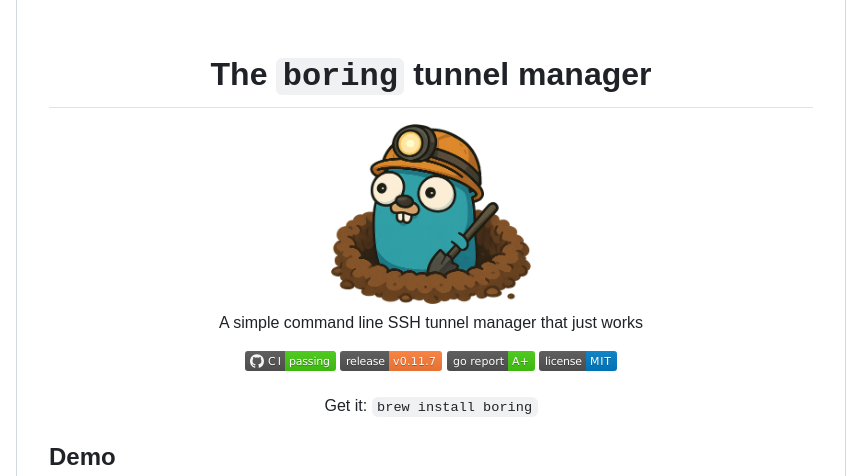 The boring tunnel manager
A simple command line SSH tunnel manager that just works
CI passing release v0.11.7 go report A+ license MIT
Get it: brew install boring
Demo